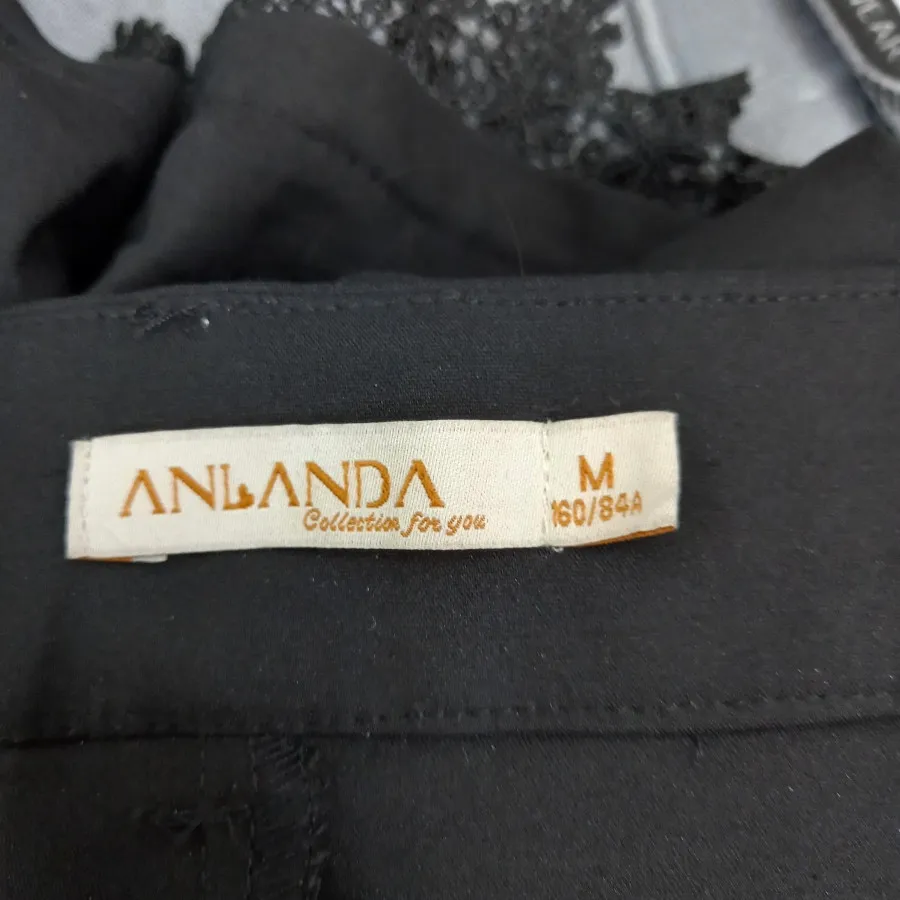 ANLANDA
Collection for you
M
160/84A